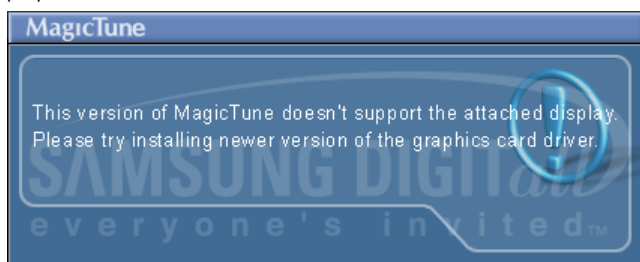 MagicTune
This version of MagicTune doesn't support the attached display.
Please try installing newer version of the graphics card driver.
SAMSUNG DIGITall
everyone's invited™